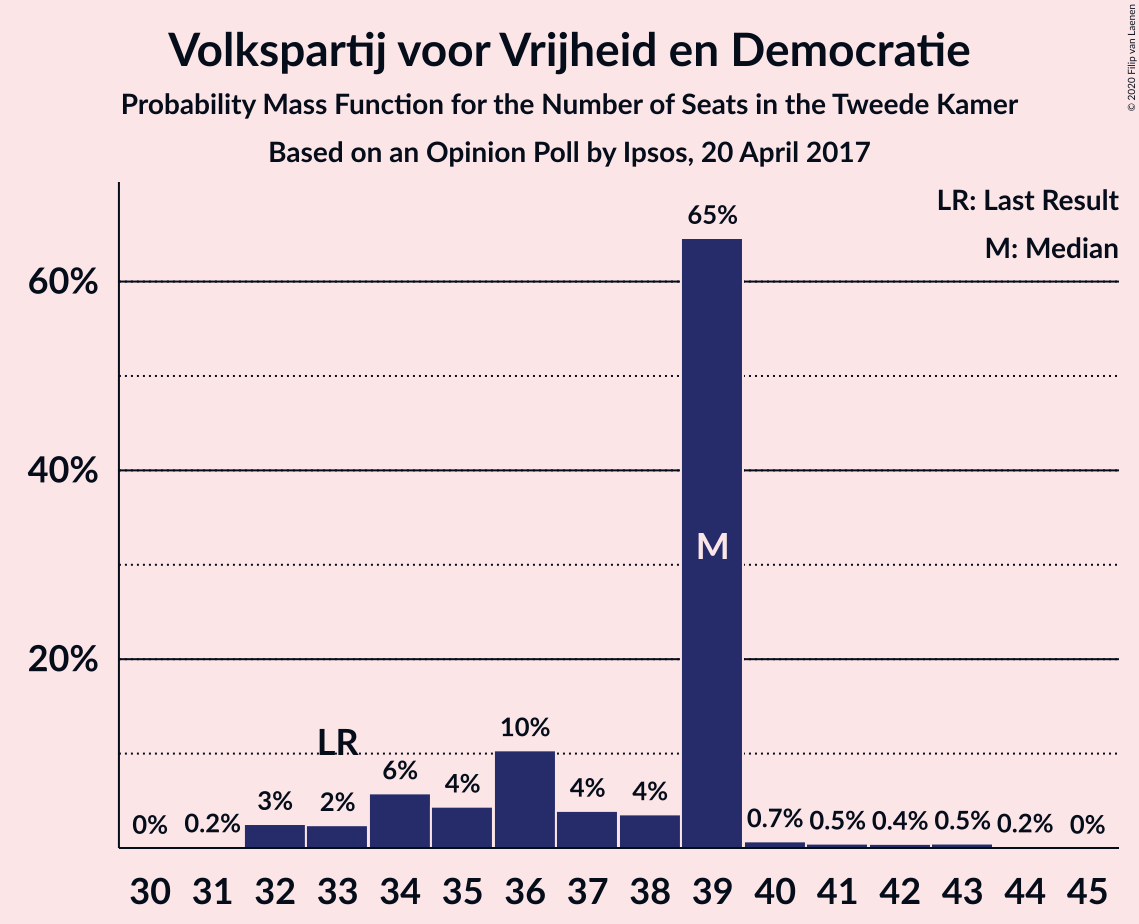 Volkspartij voor Vrijheid en Democratie
Probability Mass Function for the Number of Seats in the Tweede Kamer
Based on an Opinion Poll by Ipsos, 20 April 2017
© 2020 Filip van Laenen
LR: Last Result
M: Median
60%
40%
20%
0%
0.2%
3%
2%
LR
6%
4%
10%
4%
4%
65%
M
0.7%
0.5%
0.4%
0.5%
0.2%
0%
30 31 32 33 34 35 36 37 38 39 40 41 42 43 44 45